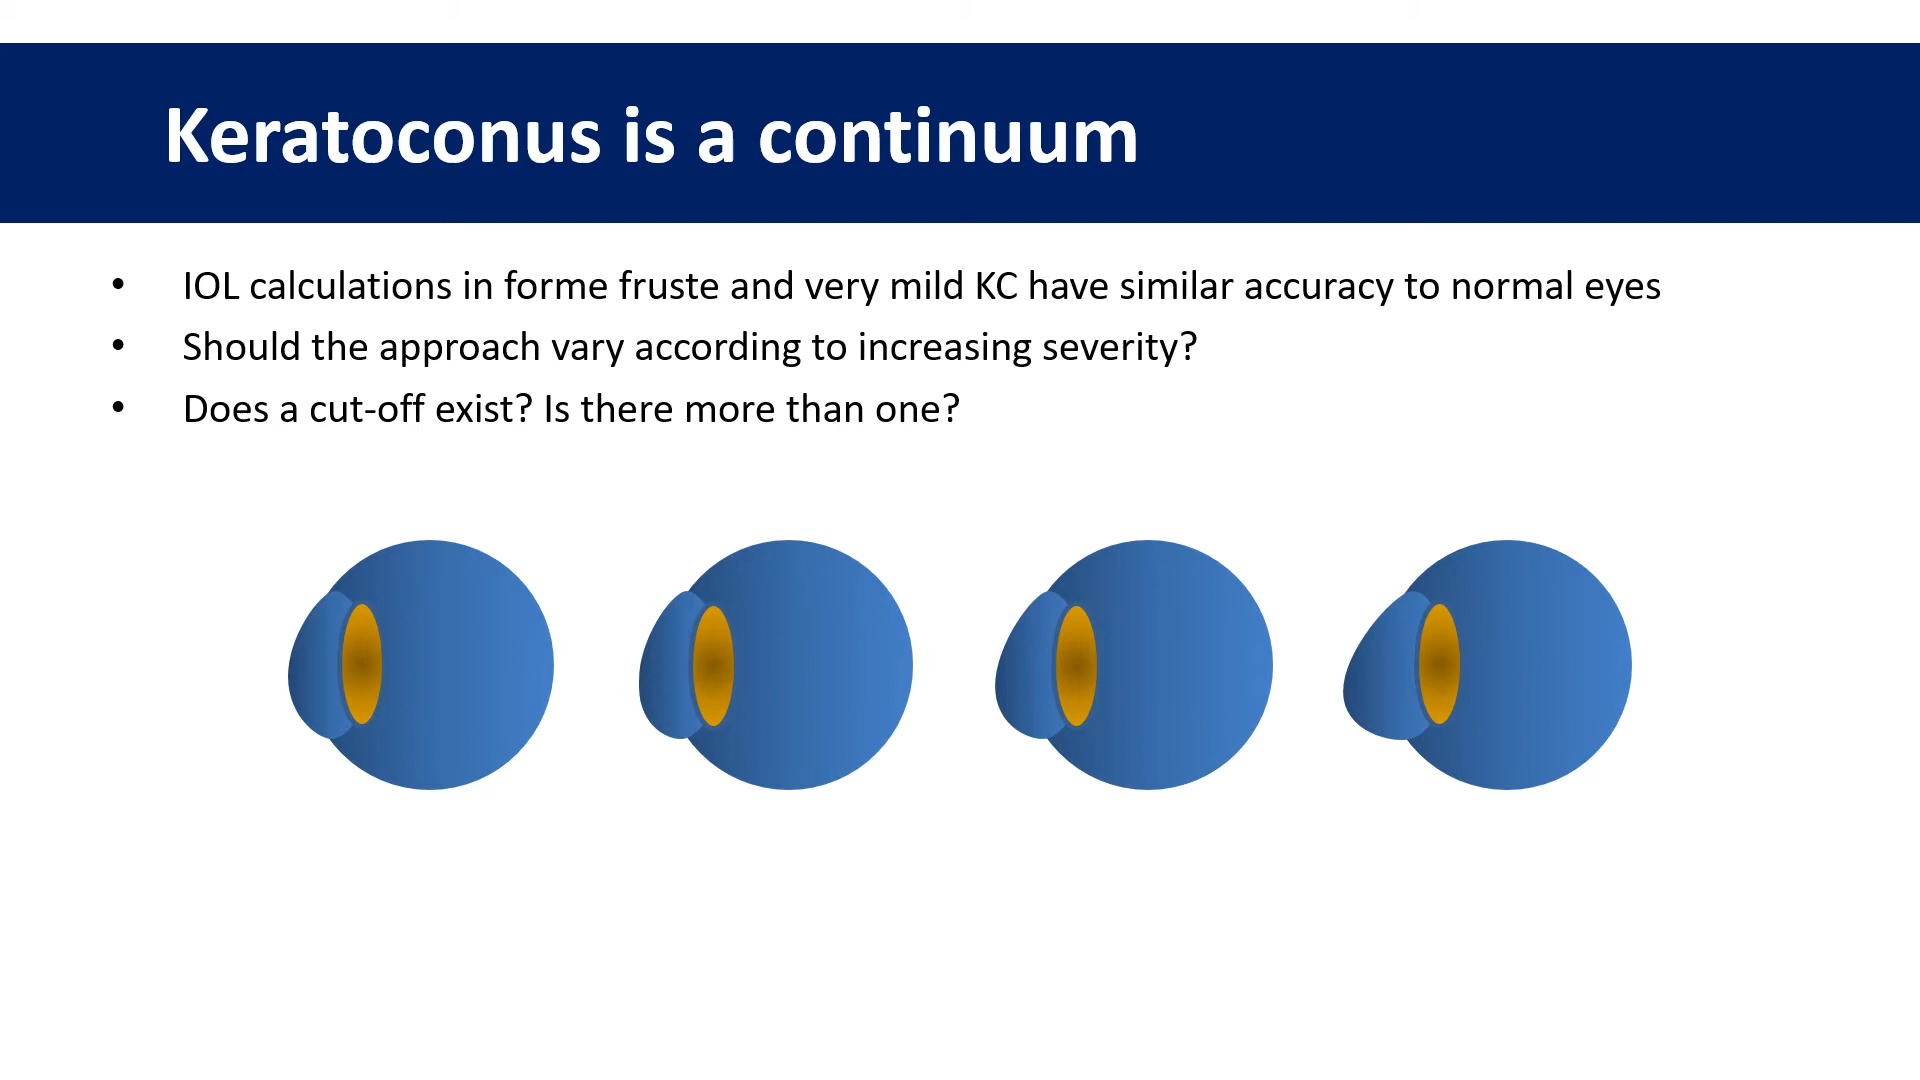 Keratoconus is a continuum
• IOL calculations in forme fruste and very mild KC have similar accuracy to normal eyes
• Should the approach vary according to increasing severity?
• Does a cut-off exist? Is there more than one?